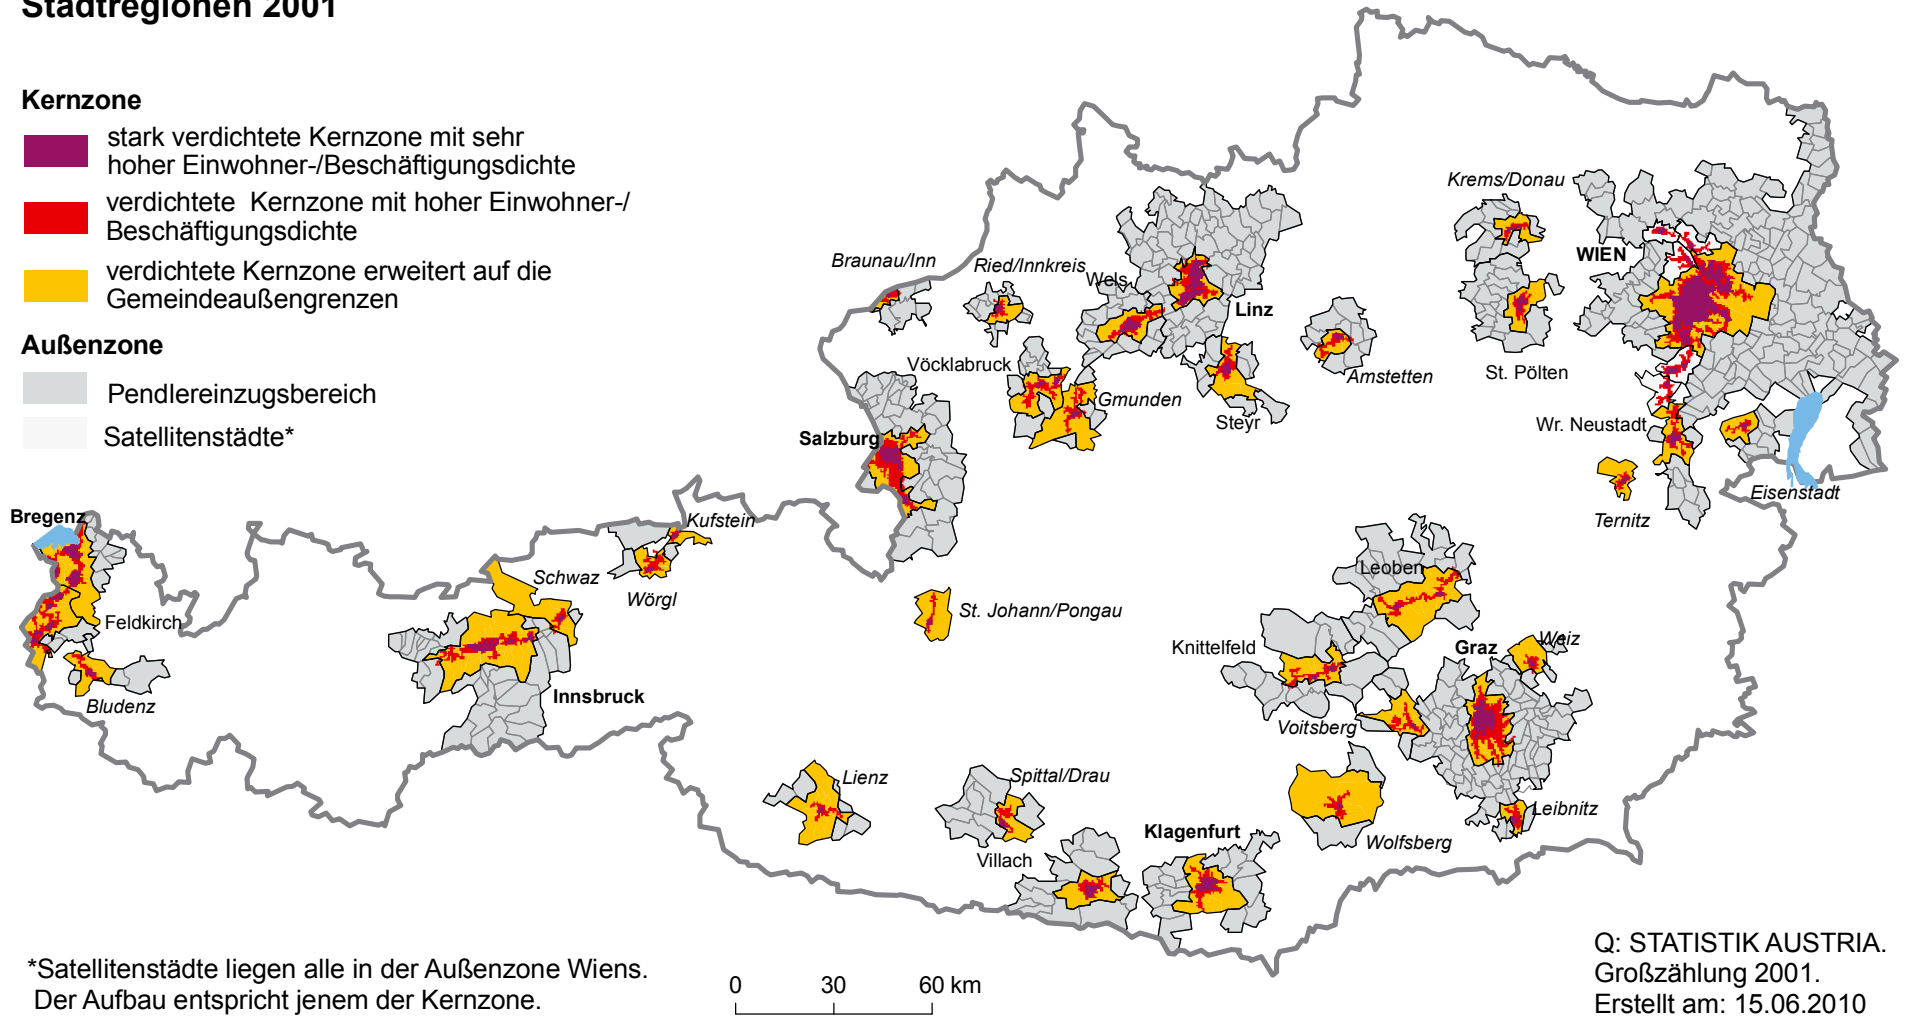 Stadtregionen 2001
Kernzone
stark verdichtete Kernzone mit sehr
hoher Einwohner-/Beschäftigungsdichte
verdichtete Kernzone mit hoher Einwohner-/
Beschäftigungsdichte
verdichtete Kernzone erweitert auf die
Gemeindeaußengrenzen
Außenzone
Pendlereinzugsbereich
Satellitenstädte*
Krems/Donau
WIEN
Braunau/Inn
Ried/Innkreis
Wels
Linz
Vöcklabruck
Amstetten
St. Pölten
Gmunden
Steyr
Wr. Neustadt
Salzburg
Eisenstadt
Ternitz
Bregenz
Kufstein
Schwaz
Wörgl
Leoben
St. Johann/Pongau
Feldkirch
Knittelfeld
Graz
Weiz
Innsbruck
Bludenz
Voitsberg
Lienz
Spittal/Drau
Leibnitz
Klagenfurt
Wolfsberg
Villach
*Satellitenstädte liegen alle in der Außenzone Wiens.
Der Aufbau entspricht jenem der Kernzone.
0 30 60 km
Q: STATISTIK AUSTRIA.
Großzählung 2001.
Erstellt am: 15.06.2010